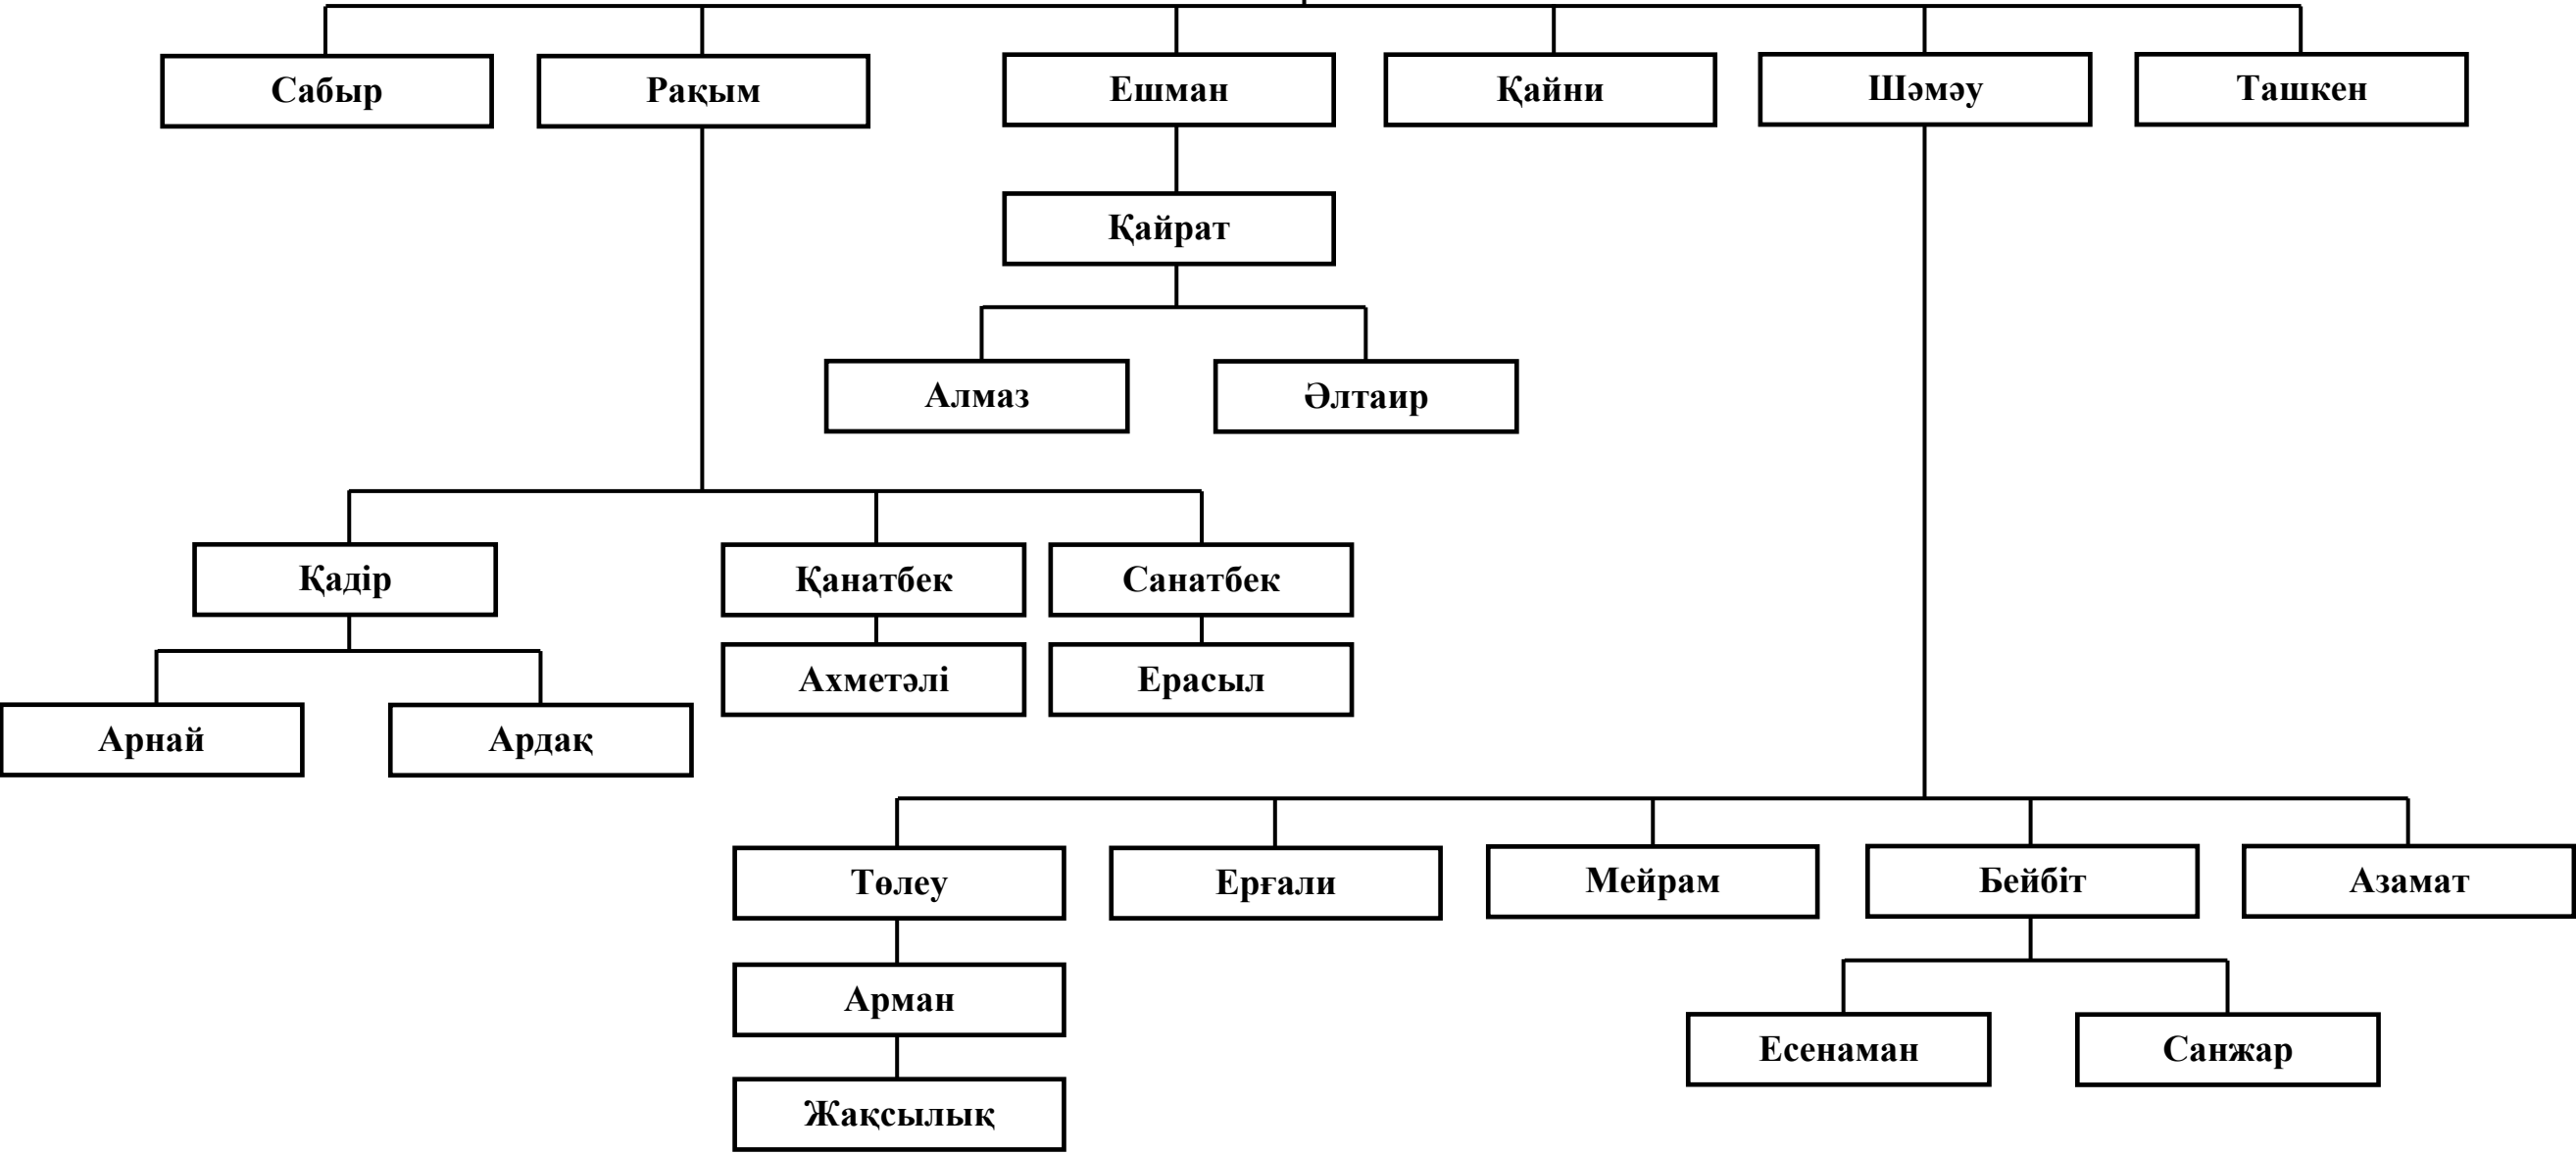 Сабыр
Рақым
Ешман
Қайни
Шәмәу
Ташкен
Қайрат
Алмаз
Әлтаир
Қадір
Қанатбек
Санатбек
Ахметәлі
Ерасыл
Арнай
Ардақ
Төлеу
Ерғали
Мейрам
Бейбіт
Азамат
Арман
Есенаман
Санжар
Жақсылық